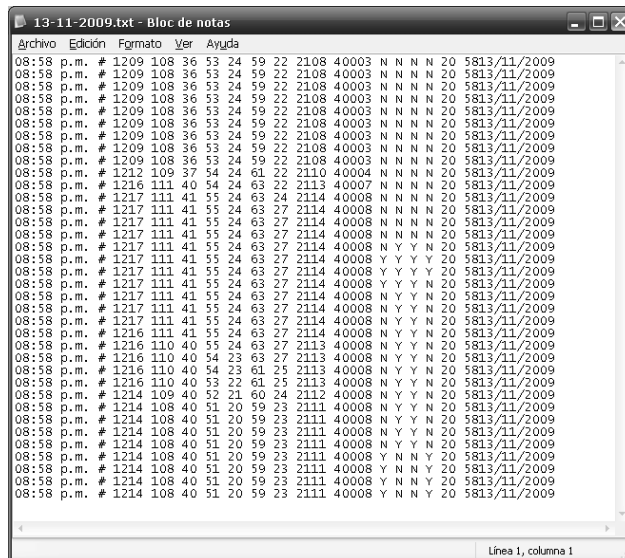 13-11-2009.txt - Bloc de notas
Archivo Edición Formato Ver Ayuda
08:58 p.m. # 1209 108 36 53 24 59 22 2108 40003 N N N N 20 5813/11/2009
08:58 p.m. # 1209 108 36 53 24 59 22 2108 40003 N N N N 20 5813/11/2009
08:58 p.m. # 1209 108 36 53 24 59 22 2108 40003 N N N N 20 5813/11/2009
08:58 p.m. # 1209 108 36 53 24 59 22 2108 40003 N N N N 20 5813/11/2009
08:58 p.m. # 1209 108 36 53 24 59 22 2108 40003 N N N N 20 5813/11/2009
08:58 p.m. # 1209 108 36 53 24 59 22 2108 40003 N N N N 20 5813/11/2009
08:58 p.m. # 1209 108 36 53 24 59 22 2108 40003 N N N N 20 5813/11/2009
08:58 p.m. # 1209 108 36 53 24 59 22 2108 40003 N N N N 20 5813/11/2009
08:58 p.m. # 1209 108 36 53 24 59 22 2108 40003 N N N N 20 5813/11/2009
08:58 p.m. # 1212 109 37 54 24 61 22 2110 40004 N N N N 20 5813/11/2009
08:58 p.m. # 1216 111 40 54 24 63 22 2113 40007 N N N N 20 5813/11/2009
08:58 p.m. # 1217 111 41 55 24 63 24 2114 40008 N N N N 20 5813/11/2009
08:58 p.m. # 1217 111 41 55 24 63 27 2114 40008 N N N N 20 5813/11/2009
08:58 p.m. # 1217 111 41 55 24 63 27 2114 40008 N N N N 20 5813/11/2009
08:58 p.m. # 1217 111 41 55 24 63 27 2114 40008 N N N N 20 5813/11/2009
08:58 p.m. # 1217 111 41 55 24 63 27 2114 40008 N Y Y N 20 5813/11/2009
08:58 p.m. # 1217 111 41 55 24 63 27 2114 40008 Y Y Y Y 20 5813/11/2009
08:58 p.m. # 1217 111 41 55 24 63 27 2114 40008 Y Y Y Y 20 5813/11/2009
08:58 p.m. # 1217 111 41 55 24 63 27 2114 40008 Y Y Y N 20 5813/11/2009
08:58 p.m. # 1217 111 41 55 24 63 27 2114 40008 N Y Y N 20 5813/11/2009
08:58 p.m. # 1217 111 41 55 24 63 27 2114 40008 N Y Y N 20 5813/11/2009
08:58 p.m. # 1217 111 41 55 24 63 27 2114 40008 N Y Y N 20 5813/11/2009
08:58 p.m. # 1216 111 41 55 24 63 27 2114 40008 N Y Y N 20 5813/11/2009
08:58 p.m. # 1216 110 40 55 24 63 27 2113 40008 N Y Y N 20 5813/11/2009
08:58 p.m. # 1216 110 40 54 23 63 27 2113 40008 N Y Y N 20 5813/11/2009
08:58 p.m. # 1216 110 40 54 23 61 25 2113 40008 N Y Y N 20 5813/11/2009
08:58 p.m. # 1216 110 40 53 22 61 25 2113 40008 N Y Y N 20 5813/11/2009
08:58 p.m. # 1214 109 40 52 21 60 24 2112 40008 N Y Y N 20 5813/11/2009
08:58 p.m. # 1214 108 40 51 20 59 23 2111 40008 N Y Y N 20 5813/11/2009
08:58 p.m. # 1214 108 40 51 20 59 23 2111 40008 N Y Y N 20 5813/11/2009
08:58 p.m. # 1214 108 40 51 20 59 23 2111 40008 N Y Y N 20 5813/11/2009
08:58 p.m. # 1214 108 40 51 20 59 23 2111 40008 N Y Y N 20 5813/11/2009
08:58 p.m. # 1214 108 40 51 20 59 23 2111 40008 Y N N Y 20 5813/11/2009
08:58 p.m. # 1214 108 40 51 20 59 23 2111 40008 Y N N Y 20 5813/11/2009
08:58 p.m. # 1214 108 40 51 20 59 23 2111 40008 Y N N Y 20 5813/11/2009
08:58 p.m. # 1214 108 40 51 20 59 23 2111 40008 Y N N Y 20 5813/11/2009
Línea 1, columna 1